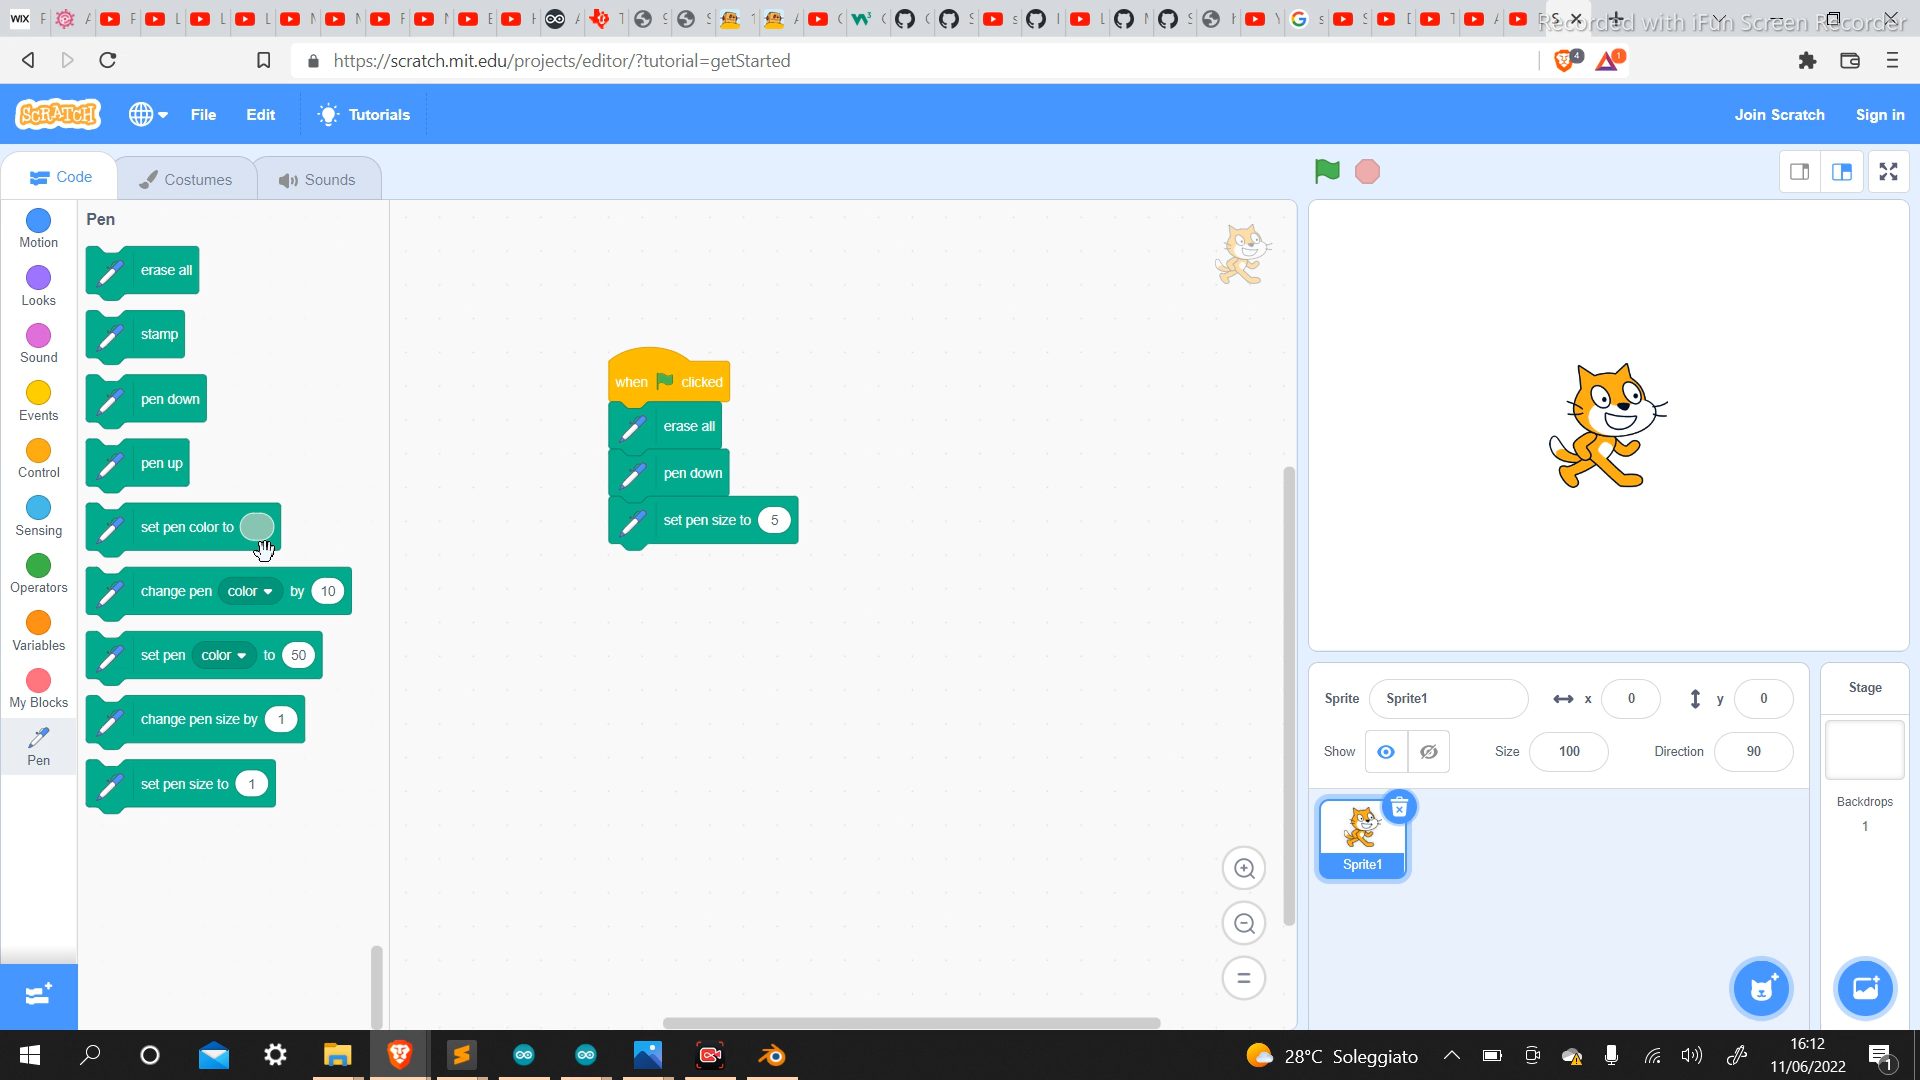 WIX
Recorded with iFun Screen Recorder
https://scratch.mit.edu/projects/editor/?tutorial=getStarted
4
1
SCRATCH
File
Edit
Tutorials
Join Scratch
Sign in
Code
Costumes
Sounds
Motion
Looks
Sound
Events
Control
Sensing
Operators
Variables
My Blocks
Pen
Pen
erase all
stamp
pen down
pen up
set pen color to
change pen color by 10
set pen color to 50
change pen size by 1
set pen size to 1
when clicked
erase all
pen down
set pen size to 5
Sprite Sprite1 x 0 y 0
Show Size 100 Direction 90
Sprite1
Stage
Backdrops
1
28°C Soleggiato
16:12
11/06/2022
1